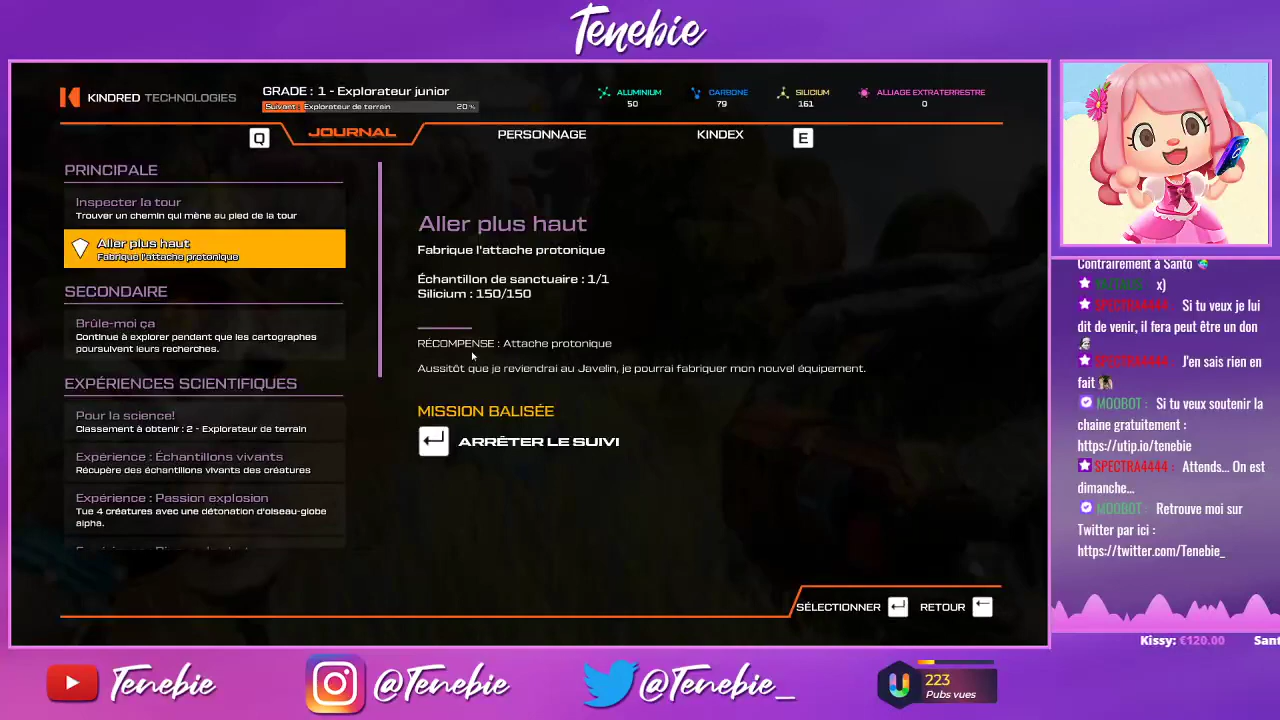 Tenebie
KINDRED TECHNOLOGIES
GRADE : 1 - Explorateur junior
Suivant : Explorateur de terrain 20 %
ALUMINIUM
50
CARBONE
79
SILICIUM
161
ALLIAGE EXTRATERRESTRE
0
Q JOURNAL PERSONNAGE KINDEX E
PRINCIPALE
Inspecter la tour
Trouver un chemin qui mène au pied de la tour
Aller plus haut
Fabrique l'attache protonique
SECONDAIRE
Brûle-moi ça
Continue à explorer pendant que les cartographes
poursuivent leurs recherches.
EXPÉRIENCES SCIENTIFIQUES
Pour la science!
Classement à obtenir : 2 - Explorateur de terrain
Expérience : Échantillons vivants
Récupère des échantillons vivants des créatures
Expérience : Passion explosion
Tue 4 créatures avec une détonation d'oiseau-globe
alpha.
Aller plus haut
Fabrique l'attache protonique
Échantillon de sanctuaire : 1/1
Silicium : 150/150
RÉCOMPENSE : Attache protonique
Aussitôt que je reviendrai au Javelin, je pourrai fabriquer mon nouvel équipement.
MISSION BALISÉE
ARRÊTER LE SUIVI
SÉLECTIONNER RETOUR
Contrairement à Santo
x)
SPECTRA4444 : Si tu veux je lui
dit de venir, il fera peut être un don
SPECTRA4444 : J'en sais rien en
fait
MOOBOT : Si tu veux soutenir la
chaine gratuitement :
https://utip.io/tenebie
SPECTRA4444 : Attends... On est
dimanche...
MOOBOT : Retrouve moi sur
Twitter par ici :
https://twitter.com/Tenebie_
Kissy: €120.00 Sant
Tenebie
@Tenebie
@Tenebie_
223
Pubs vues